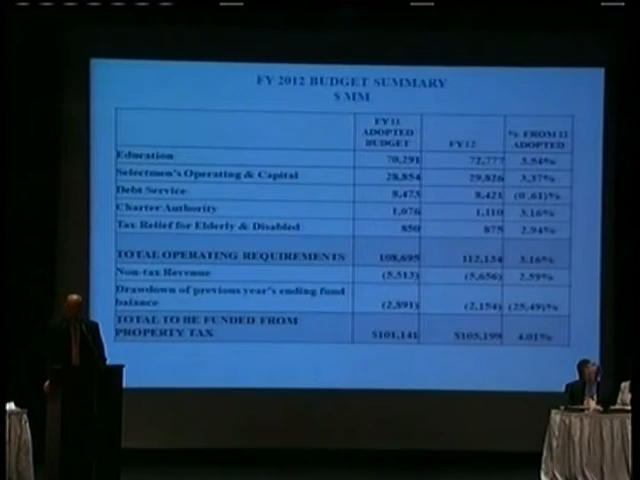 FY 2012 BUDGET SUMMARY
$ MM
FY11 ADOPTED BUDGET FY12 % FROM 11 ADOPTED
Education 70,291 72,777 3.54%
Selectmen's Operating & Capital 28,854 29,826 3.37%
Debt Service 8,473 8,421 (0.61)%
Charter Authority 1,076 1,110 3.16%
Tax Relief for Elderly & Disabled 850 875 2.94%
TOTAL OPERATING REQUIREMENTS 108,695 112,134 3.16%
Non-tax Revenue (5,513) (5,656) 2.59%
Drawdown of previous year's ending fund
balance (2,891) (2,154) (25.49)%
TOTAL TO BE FUNDED FROM
PROPERTY TAX $101,141 $105,199 4.01%